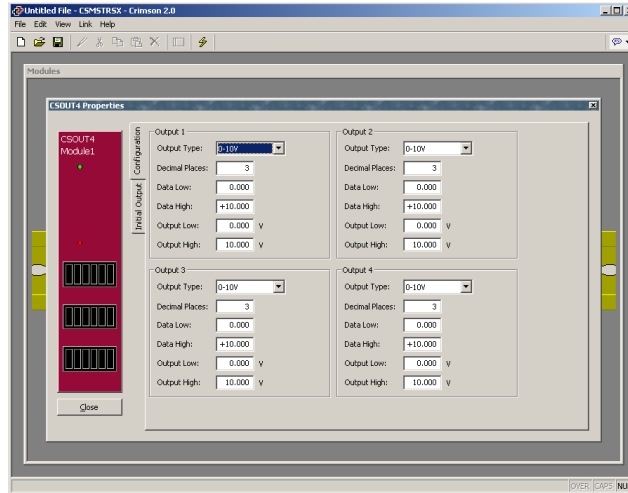 Untitled File - CSMSTRSX - Crimson 2.0
File Edit View Link Help
Modules
CSOUT4 Properties
CSOUT4
Module1
Configuration
Initial Output
Output 1
Output Type: 0-10V
Decimal Places: 3
Data Low: 0.000
Data High: +10.000
Output Low: 0.000 V
Output High: 10.000 V
Output 2
Output Type: 0-10V
Decimal Places: 3
Data Low: 0.000
Data High: +10.000
Output Low: 0.000 V
Output High: 10.000 V
Output 3
Output Type: 0-10V
Decimal Places: 3
Data Low: 0.000
Data High: +10.000
Output Low: 0.000 V
Output High: 10.000 V
Output 4
Output Type: 0-10V
Decimal Places: 3
Data Low: 0.000
Data High: +10.000
Output Low: 0.000 V
Output High: 10.000 V
Close
OVER CAPS NU